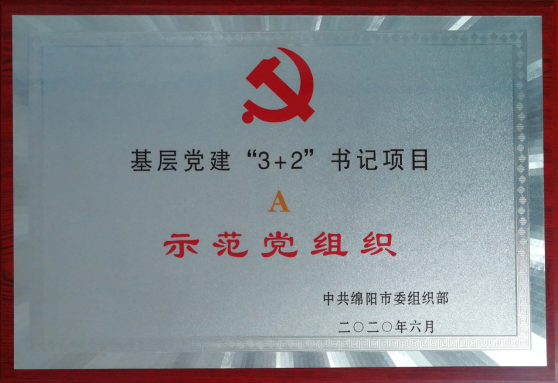 基层党建“3+2”书记项目
A
示范党组织
中共绵阳市委组织部
二〇二〇年六月